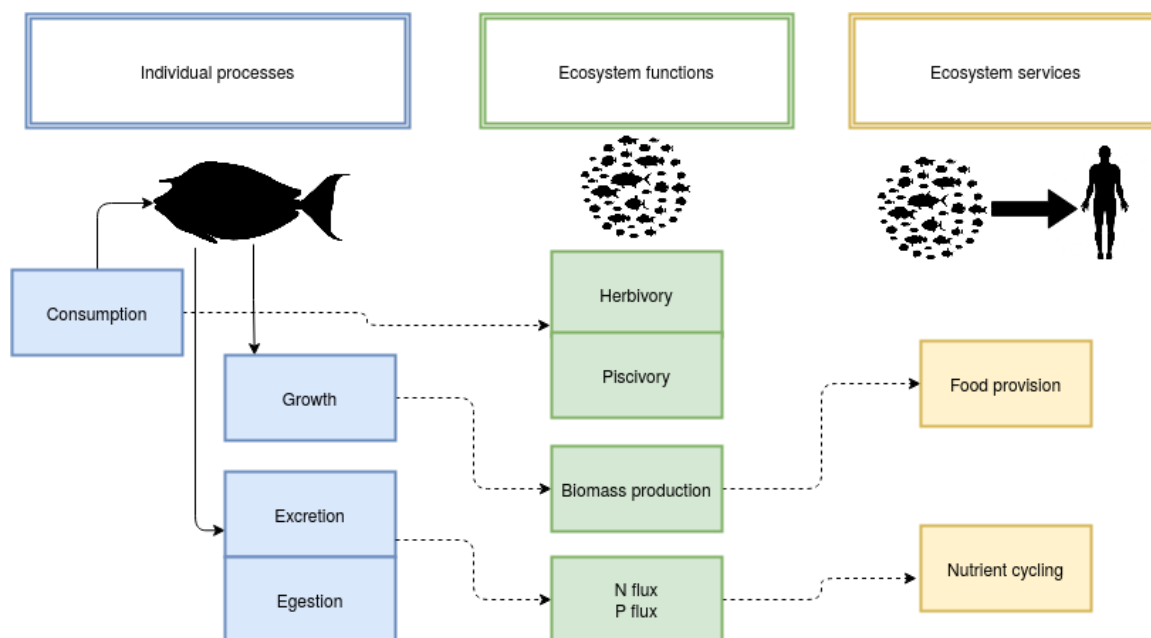 Individual processes
Ecosystem functions
Ecosystem services
Consumption
Herbivory
Piscivory
Growth
Food provision
Biomass production
Excretion
Egestion
N flux
P flux
Nutrient cycling